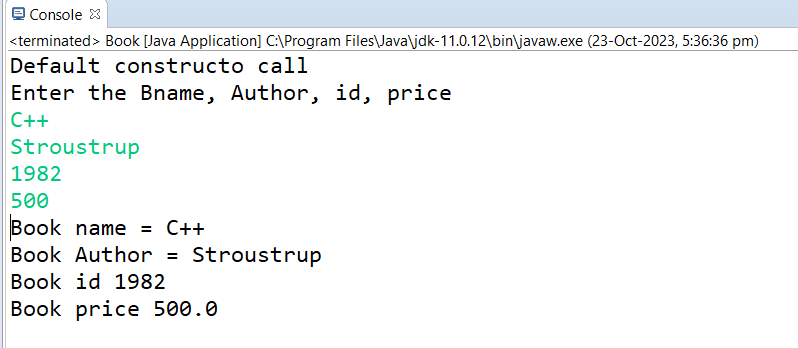 Console
<terminated> Book [Java Application] C:\Program Files\Java\jdk-11.0.12\bin\javaw.exe (23-Oct-2023, 5:36:36 pm)
Default constructo call
Enter the Bname, Author, id, price
C++
Stroustrup
1982
500
Book name = C++
Book Author = Stroustrup
Book id 1982
Book price 500.0